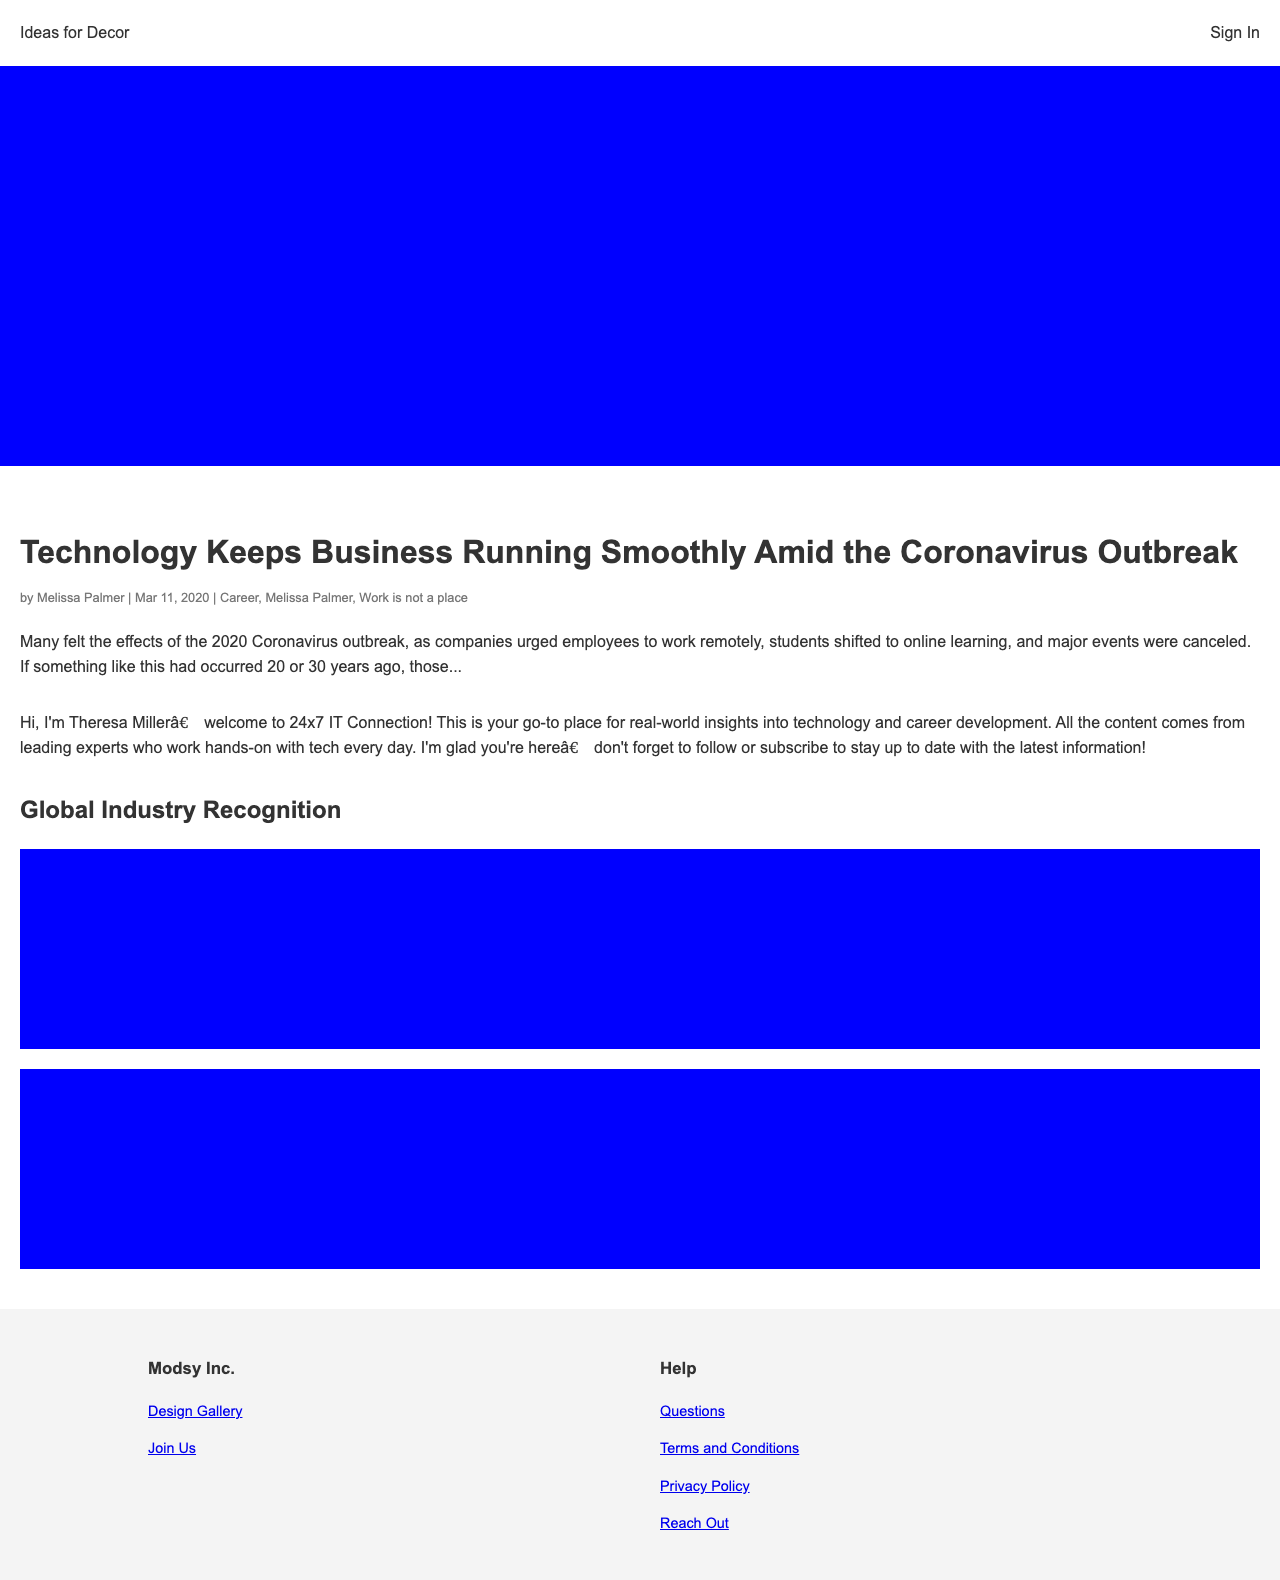 Ideas for Decor
Sign In
Technology Keeps Business Running Smoothly Amid the Coronavirus Outbreak
by Melissa Palmer | Mar 11, 2020 | Career, Melissa Palmer, Work is not a place
Many felt the effects of the 2020 Coronavirus outbreak, as companies urged employees to work remotely, students shifted to online learning, and major events were canceled.
If something like this had occurred 20 or 30 years ago, those...
Hi, I'm Theresa Millerâ€ welcome to 24x7 IT Connection! This is your go-to place for real-world insights into technology and career development. All the content comes from
leading experts who work hands-on with tech every day. I'm glad you're hereâ€ don't forget to follow or subscribe to stay up to date with the latest information!
Global Industry Recognition
Modsy Inc.
Design Gallery
Join Us
Help
Questions
Terms and Conditions
Privacy Policy
Reach Out